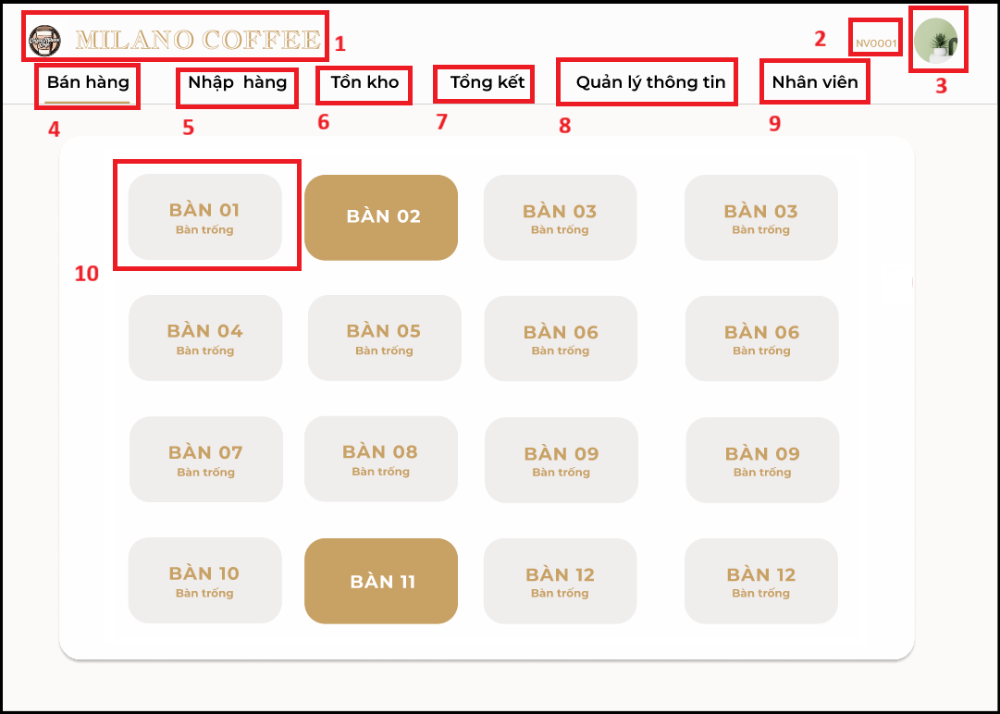 MILANO COFFEE
1
2
NV0001
3
Bán hàng
Nhập hàng
Tồn kho
Tổng kết
Quản lý thông tin
Nhân viên
4
5
6
7
8
9
BÀN 01
Bàn trống
BÀN 02
BÀN 03
Bàn trống
BÀN 03
Bàn trống
10
BÀN 04
Bàn trống
BÀN 05
Bàn trống
BÀN 06
Bàn trống
BÀN 06
Bàn trống
BÀN 07
Bàn trống
BÀN 08
Bàn trống
BÀN 09
Bàn trống
BÀN 09
Bàn trống
BÀN 10
Bàn trống
BÀN 11
BÀN 12
Bàn trống
BÀN 12
Bàn trống